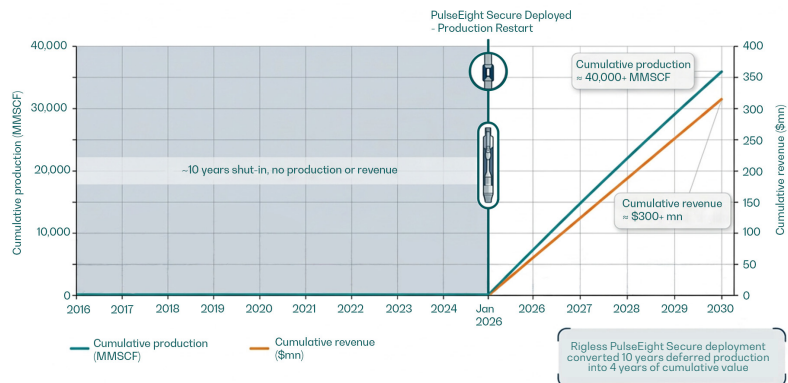 PulseEight Secure Deployed
- Production Restart
40,000
30,000
20,000
10,000
0
Cumulative production (MMSCF)
400
350
300
250
200
150
100
50
0
Cumulative revenue ($mn)
Cumulative production
≈ 40,000+ MMSCF
~10 years shut-in, no production or revenue
Cumulative revenue
≈ $300+ mn
2016 2017 2018 2019 2020 2021 2022 2023 2024 Jan 2026 2027 2028 2029 2030
2026
Cumulative production
(MMSCF)
Cumulative revenue
($mn)
Rigless PulseEight Secure deployment
converted 10 years deferred production
into 4 years of cumulative value